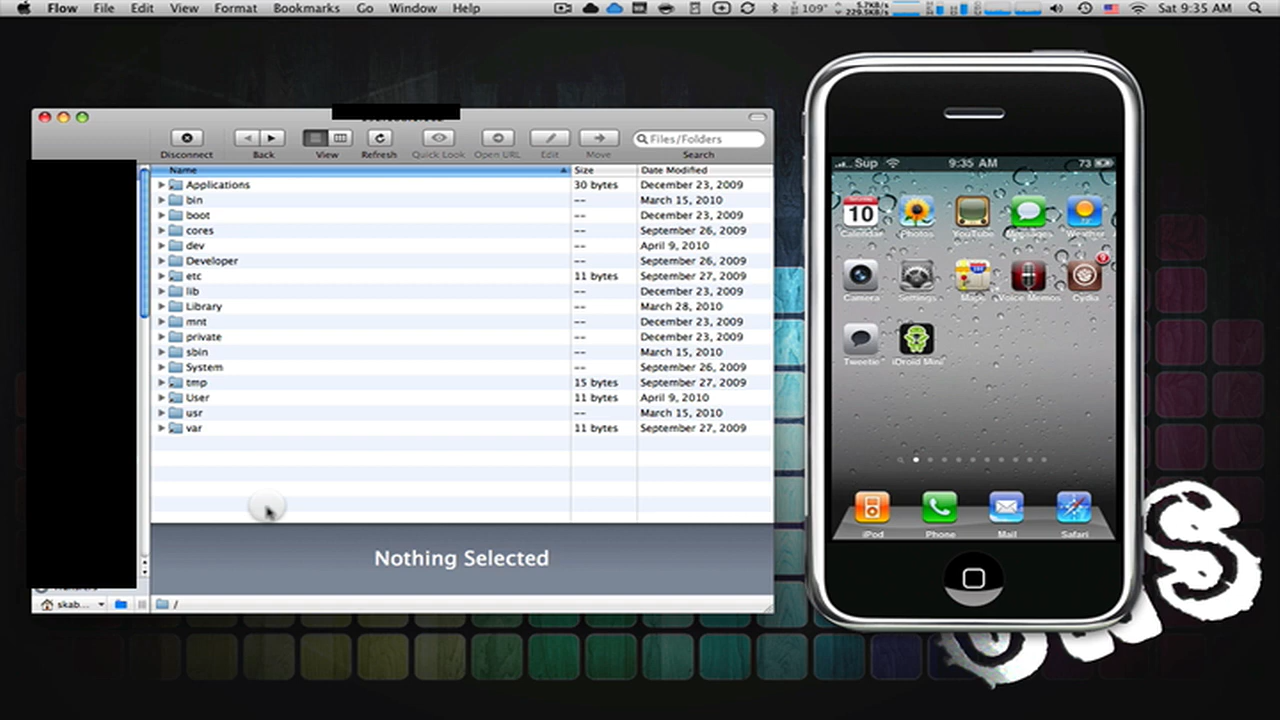 Flow File Edit View Format Bookmarks Go Window Help 109° 5.7KB/s 229.5KB/s Sat 9:35 AM
Disconnect Back View Refresh Quick Look Open URL Edit Move Search
Files/Folders
Name Size Date Modified
Applications 30 bytes December 23, 2009
bin -- March 15, 2010
boot -- December 23, 2009
cores -- September 26, 2009
dev -- April 9, 2010
Developer -- September 26, 2009
etc 11 bytes September 27, 2009
lib -- December 23, 2009
Library -- March 28, 2010
mnt -- December 23, 2009
private -- December 23, 2009
sbin -- March 15, 2010
System -- September 26, 2009
tmp 15 bytes September 27, 2009
User 11 bytes April 9, 2010
usr -- March 15, 2010
var 11 bytes September 27, 2009
Nothing Selected
skab... /
Sup 9:35 AM 73
10
Calendar Photos YouTube Messages Weather
9
Camera Settings Maps Voice Memos Cydia
Tweetie iDroid Mini
iPod Phone Mail Safari